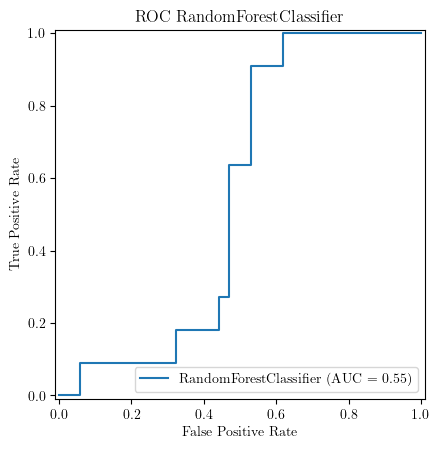 ROC RandomForestClassifier
1.0
0.8
0.6
0.4
0.2
0.0
True Positive Rate
RandomForestClassifier (AUC = 0.55)
0.0 0.2 0.4 0.6 0.8 1.0
False Positive Rate